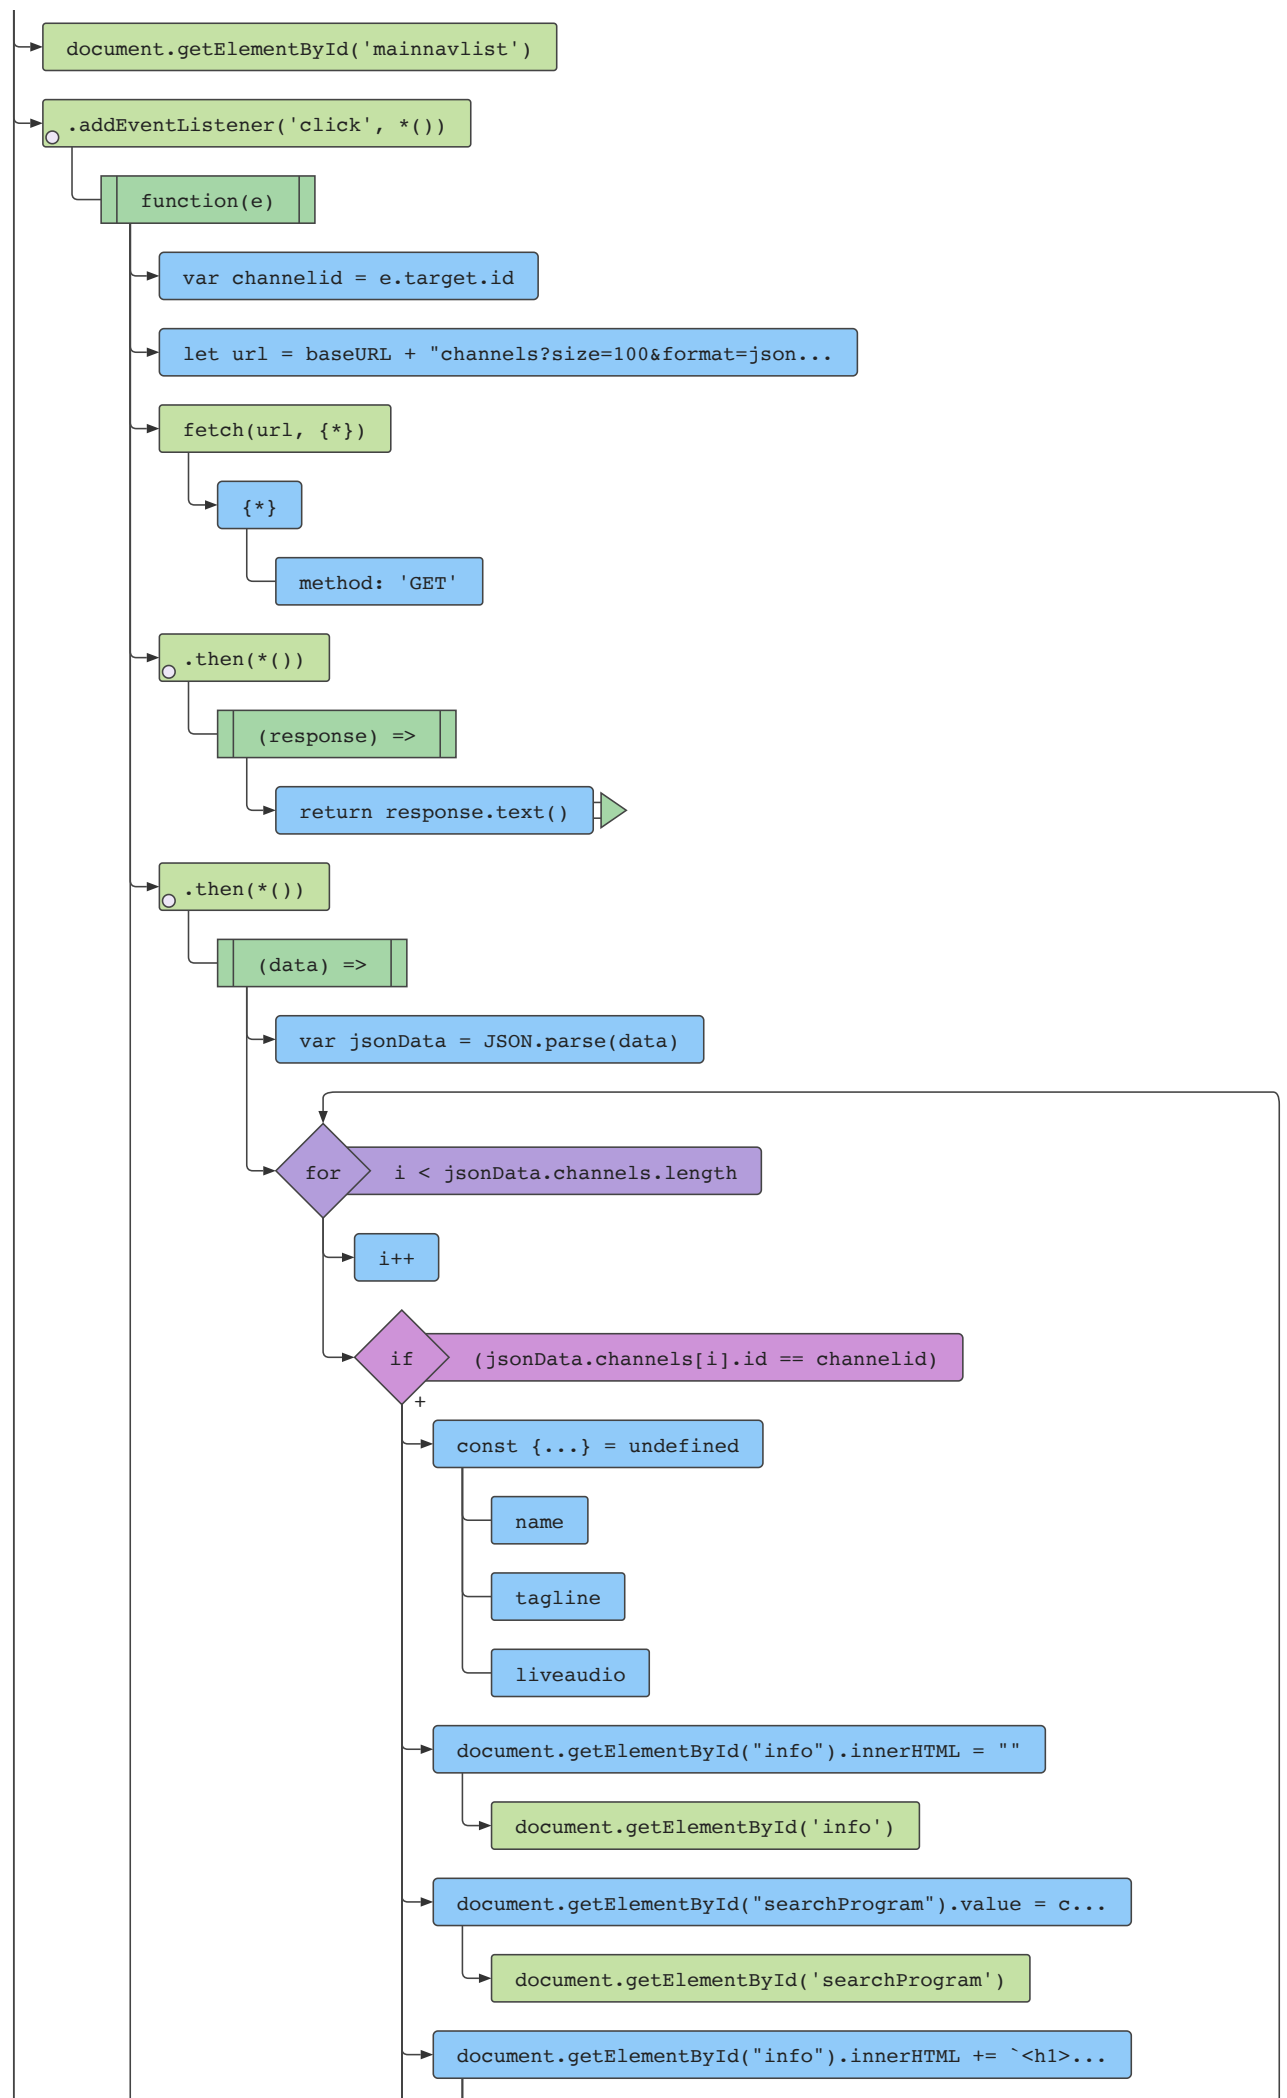 document.getElementById('mainnavlist')
.addEventListener('click', *())
function(e)
var channelid = e.target.id
let url = baseURL + "channels?size=100&format=json...
fetch(url, {*})
{*}
method: 'GET'
.then(*())
(response) =>
return response.text()
.then(*())
(data) =>
var jsonData = JSON.parse(data)
for i < jsonData.channels.length
i++
if (jsonData.channels[i].id == channelid)
+
const {...} = undefined
name
tagline
liveaudio
document.getElementById("info").innerHTML = ""
document.getElementById('info')
document.getElementById("searchProgram").value = c...
document.getElementById('searchProgram')
document.getElementById("info").innerHTML += `<h1>...